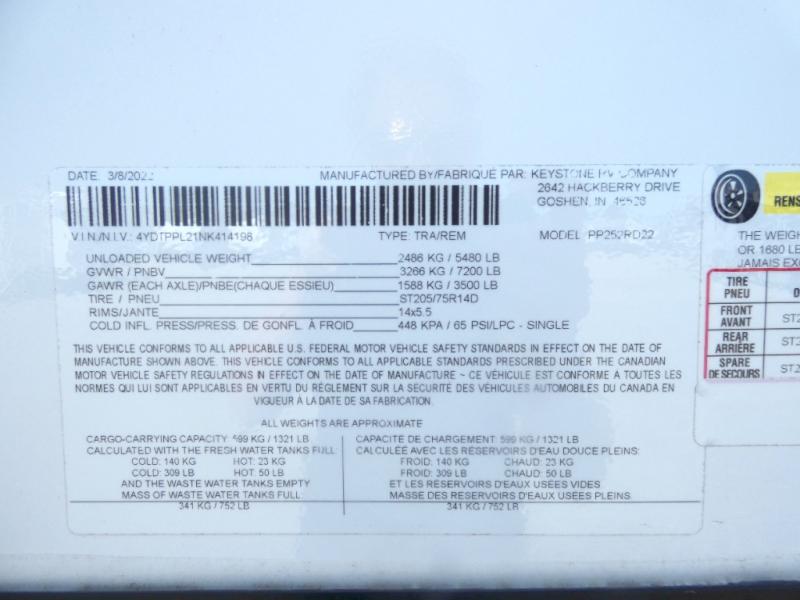 DATE: 3/8/2022 MANUFACTURED BY/FABRIQUÉ PAR: KEYSTONE RV COMPANY
2642 HACKBERRY DRIVE
GOSHEN, IN 46526
V.I.N./N.I.V.: 4YDTPPL21NK414196 TYPE: TRA/REM MODEL: PP252RD22
UNLOADED VEHICLE WEIGHT 2486 KG / 5480 LB
GVWR / PNBV 3266 KG / 7200 LB
GAWR (EACH AXLE)/PNBE(CHAQUE ESSIEU) 1588 KG / 3500 LB
TIRE / PNEU ST205/75R14D
RIMS/JANTE 14x5.5
COLD INFL. PRESS/PRESS. DE GONFL. À FROID 448 KPA / 65 PSI/LPC - SINGLE
THIS VEHICLE CONFORMS TO ALL APPLICABLE U.S. FEDERAL MOTOR VEHICLE SAFETY STANDARDS IN EFFECT ON THE DATE OF
MANUFACTURE SHOWN ABOVE. THIS VEHICLE CONFORMS TO ALL APPLICABLE STANDARDS PRESCRIBED UNDER THE CANADIAN
MOTOR VEHICLE SAFETY REGULATIONS IN EFFECT ON THE DATE OF MANUFACTURE ~ CE VÉHICULE EST CONFORME À TOUTES LES
NORMES QUI LUI SONT APPLICABLES EN VERTU DU RÈGLEMENT SUR LA SÉCURITÉ DES VÉHICULES AUTOMOBILES DU CANADA EN
VIGUEUR À LA DATE DE SA FABRICATION.
ALL WEIGHTS ARE APPROXIMATE
CARGO-CARRYING CAPACITY: 599 KG / 1321 LB
CALCULATED WITH THE FRESH WATER TANKS FULL:
COLD: 140 KG HOT: 23 KG
COLD: 309 LB HOT: 50 LB
AND THE WASTE WATER TANKS EMPTY
MASS OF WASTE WATER TANKS FULL:
341 KG / 752 LB
CAPACITE DE CHARGEMENT: 599 KG / 1321 LB
CALCULÉE AVEC LES RÉSERVOIRS D'EAU DOUCE PLEINS:
FROID: 140 KG CHAUD: 23 KG
FROID: 309 LB CHAUD: 50 LB
ET LES RÉSERVOIRS D'EAUX USÉES VIDES
MASSE DES RESERVOIRS D'EAUX USÉES PLEINS:
341 KG / 752 LB
RENS
THE WEIGH
OR 1680 LB
JAMAIS EXC
TIRE
PNEU
FRONT
AVANT ST2
REAR
ARRIÈRE ST2
SPARE
DE SECOURS ST2